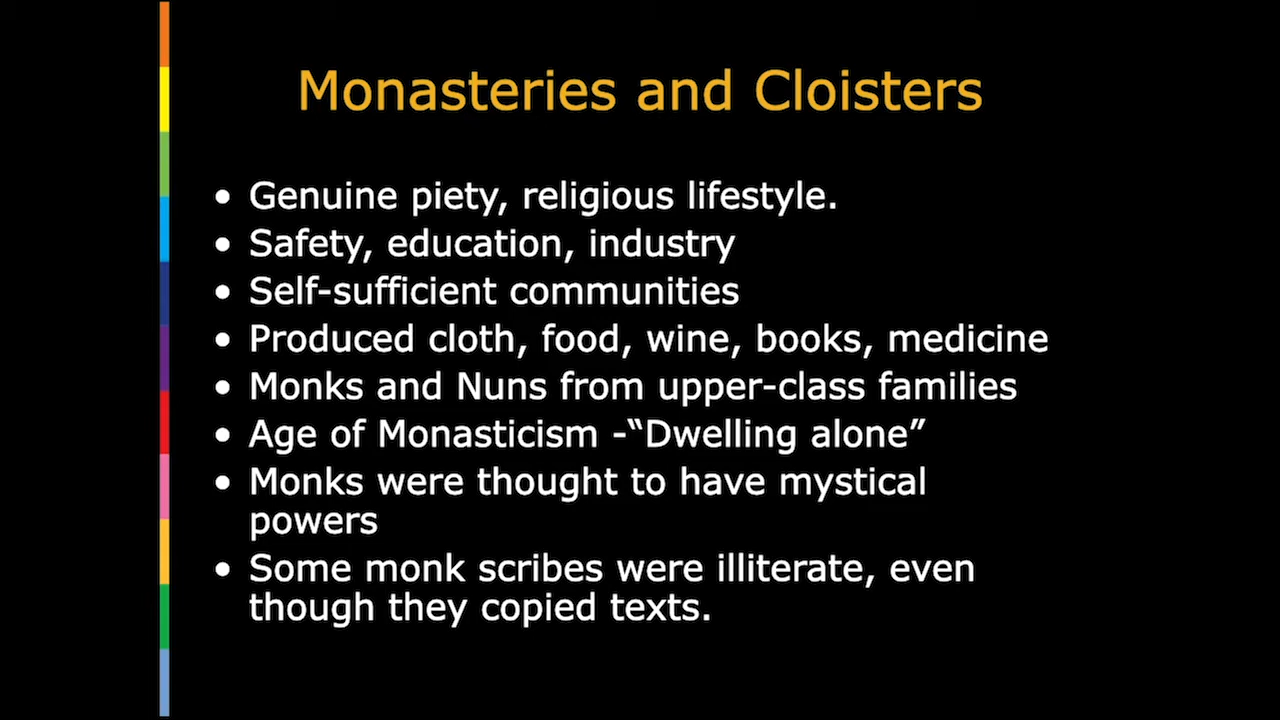 Monasteries and Cloisters
• Genuine piety, religious lifestyle.
• Safety, education, industry
• Self-sufficient communities
• Produced cloth, food, wine, books, medicine
• Monks and Nuns from upper-class families
• Age of Monasticism -“Dwelling alone”
• Monks were thought to have mystical
powers
• Some monk scribes were illiterate, even
though they copied texts.